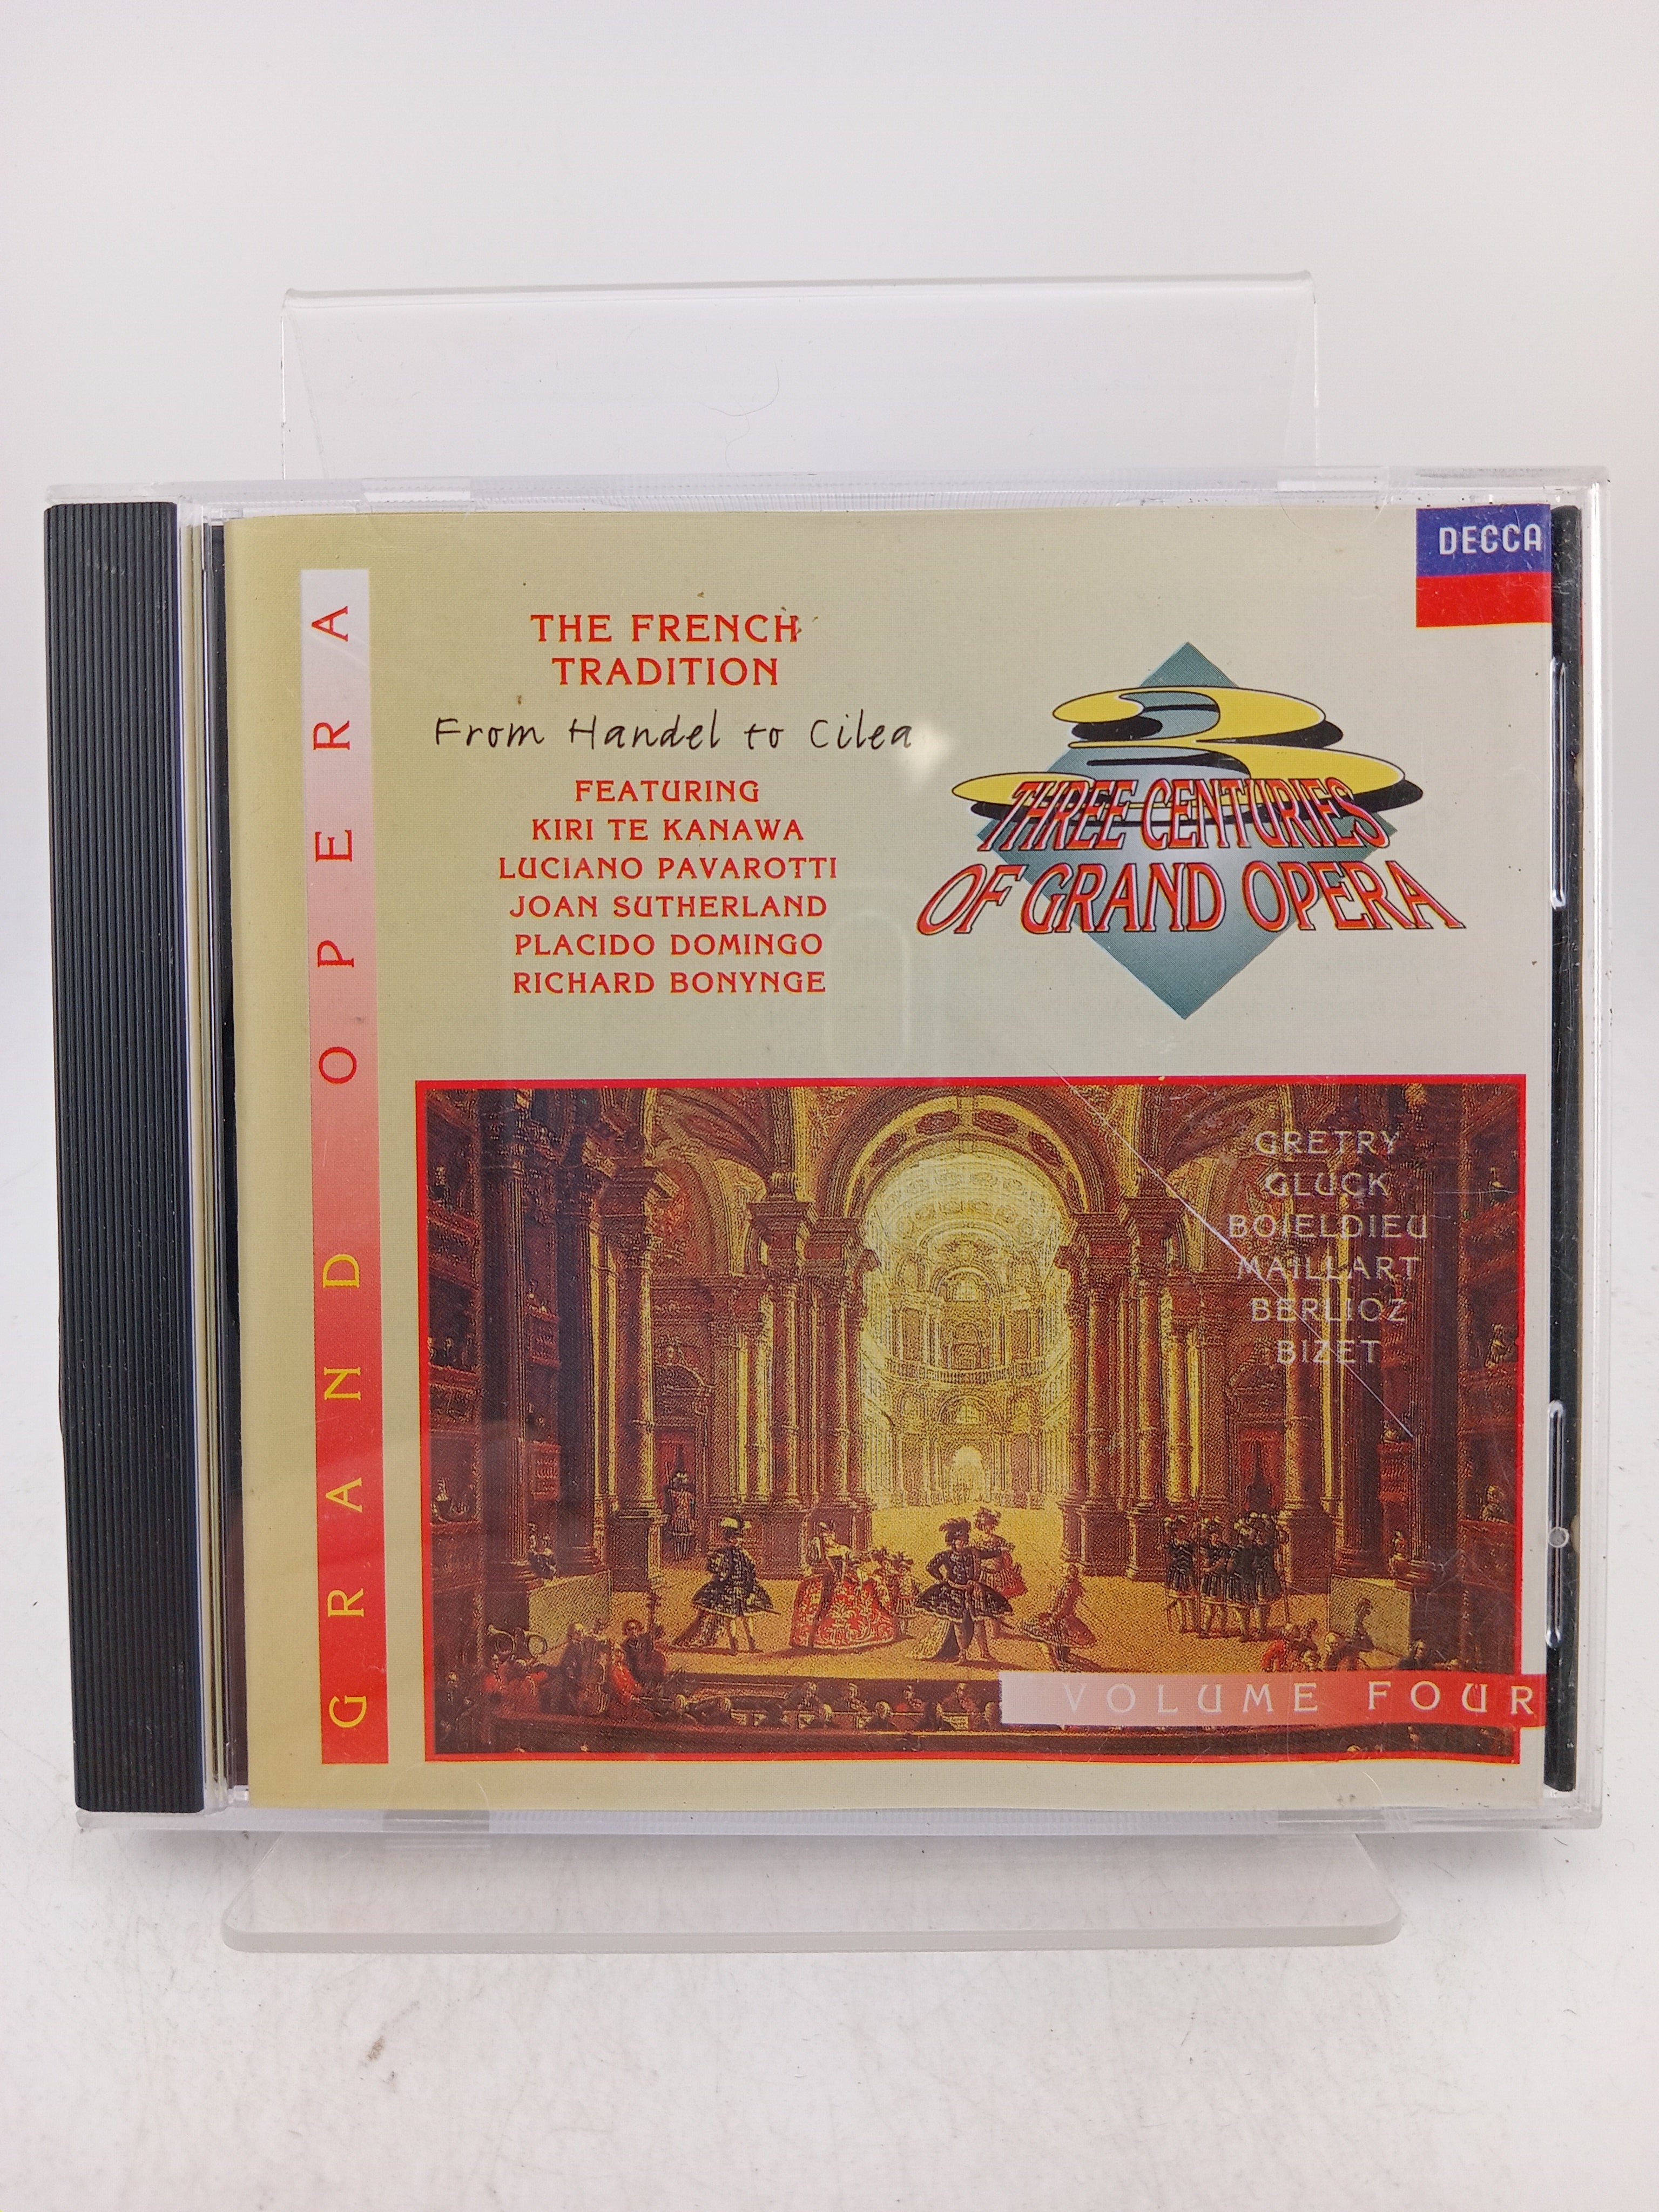 GRAND OPERA
THE FRENCH
TRADITION
From Handel to Cilea
FEATURING
KIRI TE KANAWA
LUCIANO PAVAROTTI
JOAN SUTHERLAND
PLACIDO DOMINGO
RICHARD BONYNGE
DECCA
3
THREE CENTURIES
OF GRAND OPERA
GRETRY
GLUCK
BOIELDIEU
MAILLART
BERLIOZ
BIZET
VOLUME FOUR